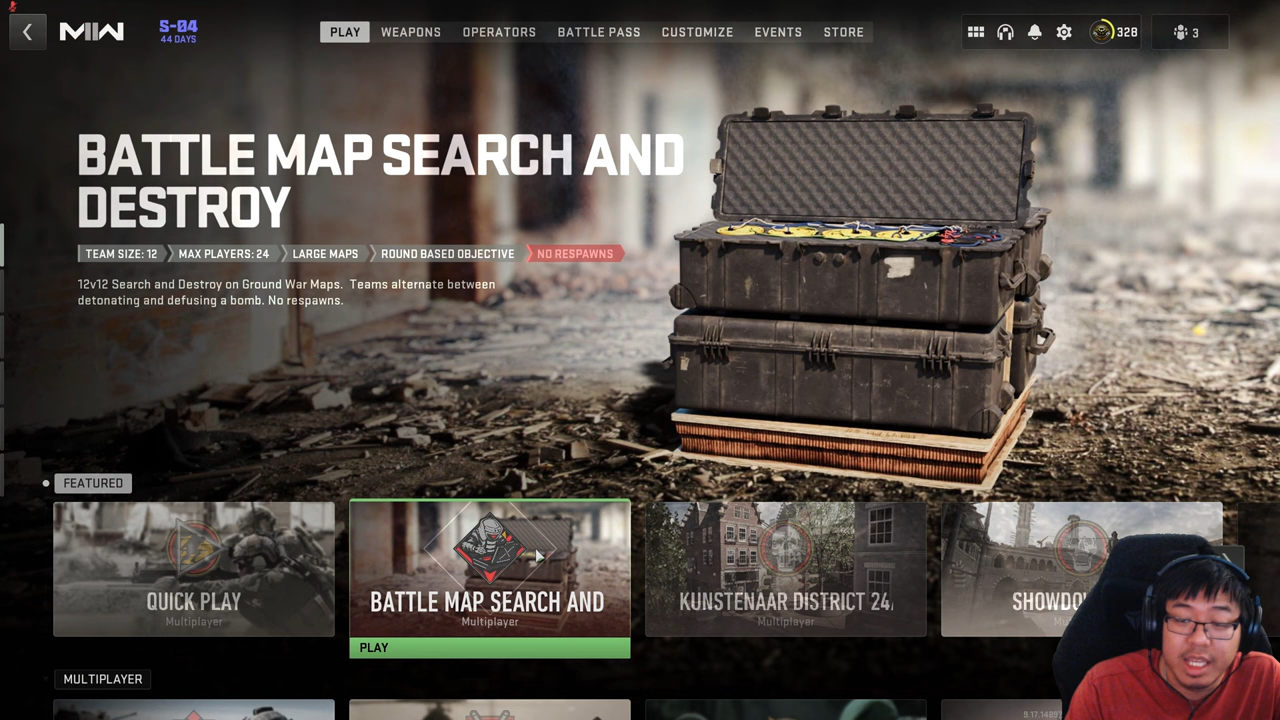 MW
S-04
44 DAYS
PLAY
WEAPONS
OPERATORS
BATTLE PASS
CUSTOMIZE
EVENTS
STORE
328
3
BATTLE MAP SEARCH AND
DESTROY
TEAM SIZE: 12
MAX PLAYERS: 24
LARGE MAPS
ROUND BASED OBJECTIVE
NO RESPAWNS
12v12 Search and Destroy on Ground War Maps. Teams alternate between
detonating and defusing a bomb. No respawns.
FEATURED
QUICK PLAY
Multiplayer
BATTLE MAP SEARCH AND
Multiplayer
PLAY
KUNSTENAAR DISTRICT 24
Multiplayer
SHOWDO
Multiplayer
MULTIPLAYER